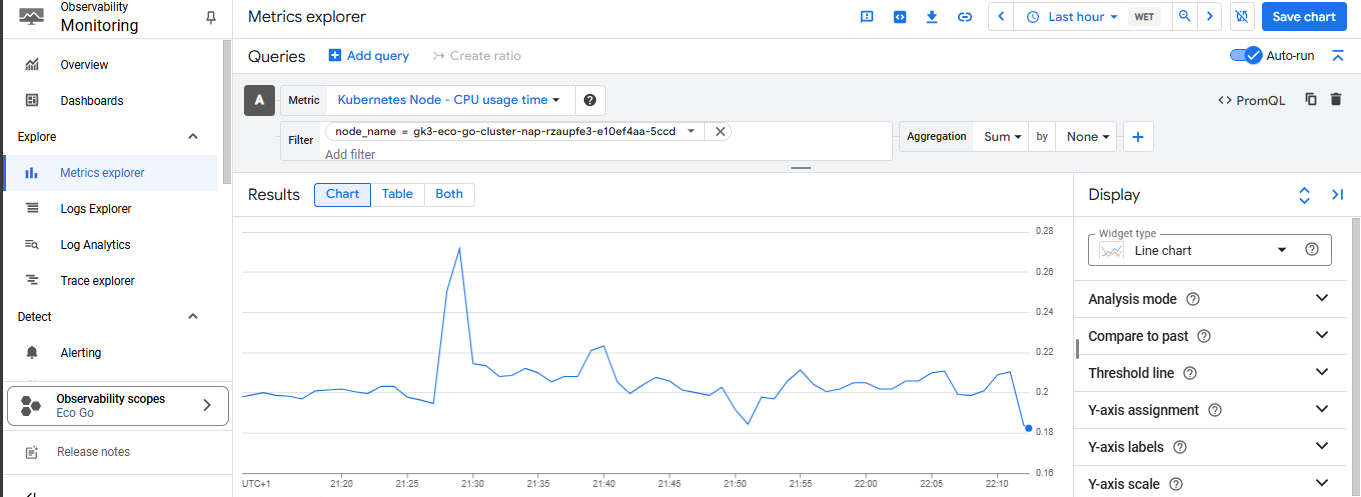 Observability
Monitoring
Overview
Dashboards
Explore
Metrics explorer
Logs Explorer
Log Analytics
Trace explorer
Detect
Alerting
Observability scopes
Eco Go
Release notes
Metrics explorer
Last hour
WET
Save chart
Queries
Add query
Create ratio
Auto-run
A
Metric
Kubernetes Node - CPU usage time
<> PromQL
Filter
node_name = gk3-eco-go-cluster-nap-rzaupfe3-e10ef4aa-5ccd
Add filter
Aggregation
Sum
by
None
Results
Chart
Table
Both
0.28
0.26
0.24
0.22
0.2
0.18
0.16
UTC+1
21:20
21:25
21:30
21:35
21:40
21:45
21:50
21:55
22:00
22:05
22:10
Display
Widget type
Line chart
Analysis mode
Compare to past
Threshold line
Y-axis assignment
Y-axis labels
Y-axis scale